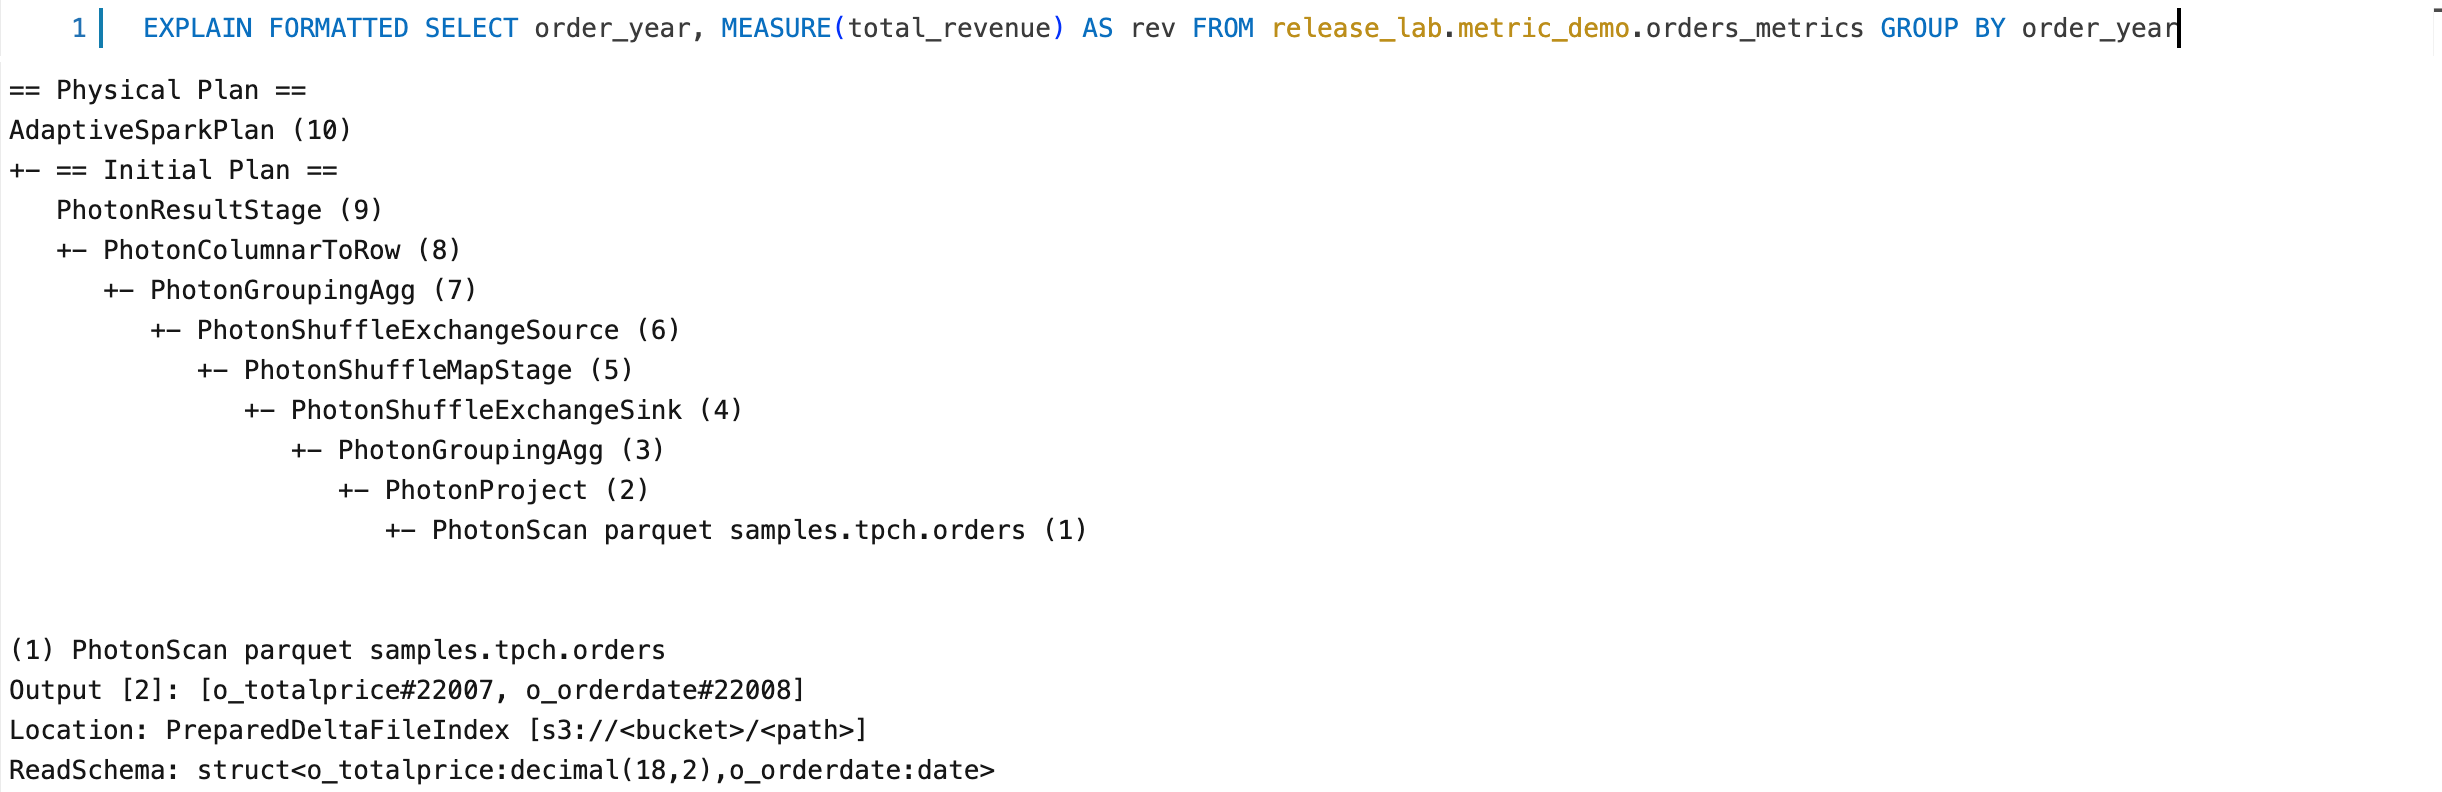 1 EXPLAIN FORMATTED SELECT order_year, MEASURE(total_revenue) AS rev FROM release_lab.metric_demo.orders_metrics GROUP BY order_year
== Physical Plan ==
AdaptiveSparkPlan (10)
+- == Initial Plan ==
   PhotonResultStage (9)
   +- PhotonColumnarToRow (8)
      +- PhotonGroupingAgg (7)
         +- PhotonShuffleExchangeSource (6)
            +- PhotonShuffleMapStage (5)
               +- PhotonShuffleExchangeSink (4)
                  +- PhotonGroupingAgg (3)
                     +- PhotonProject (2)
                        +- PhotonScan parquet samples.tpch.orders (1)
(1) PhotonScan parquet samples.tpch.orders
Output [2]: [o_totalprice#22007, o_orderdate#22008]
Location: PreparedDeltaFileIndex [s3://<bucket>/<path>]
ReadSchema: struct<o_totalprice:decimal(18,2),o_orderdate:date>